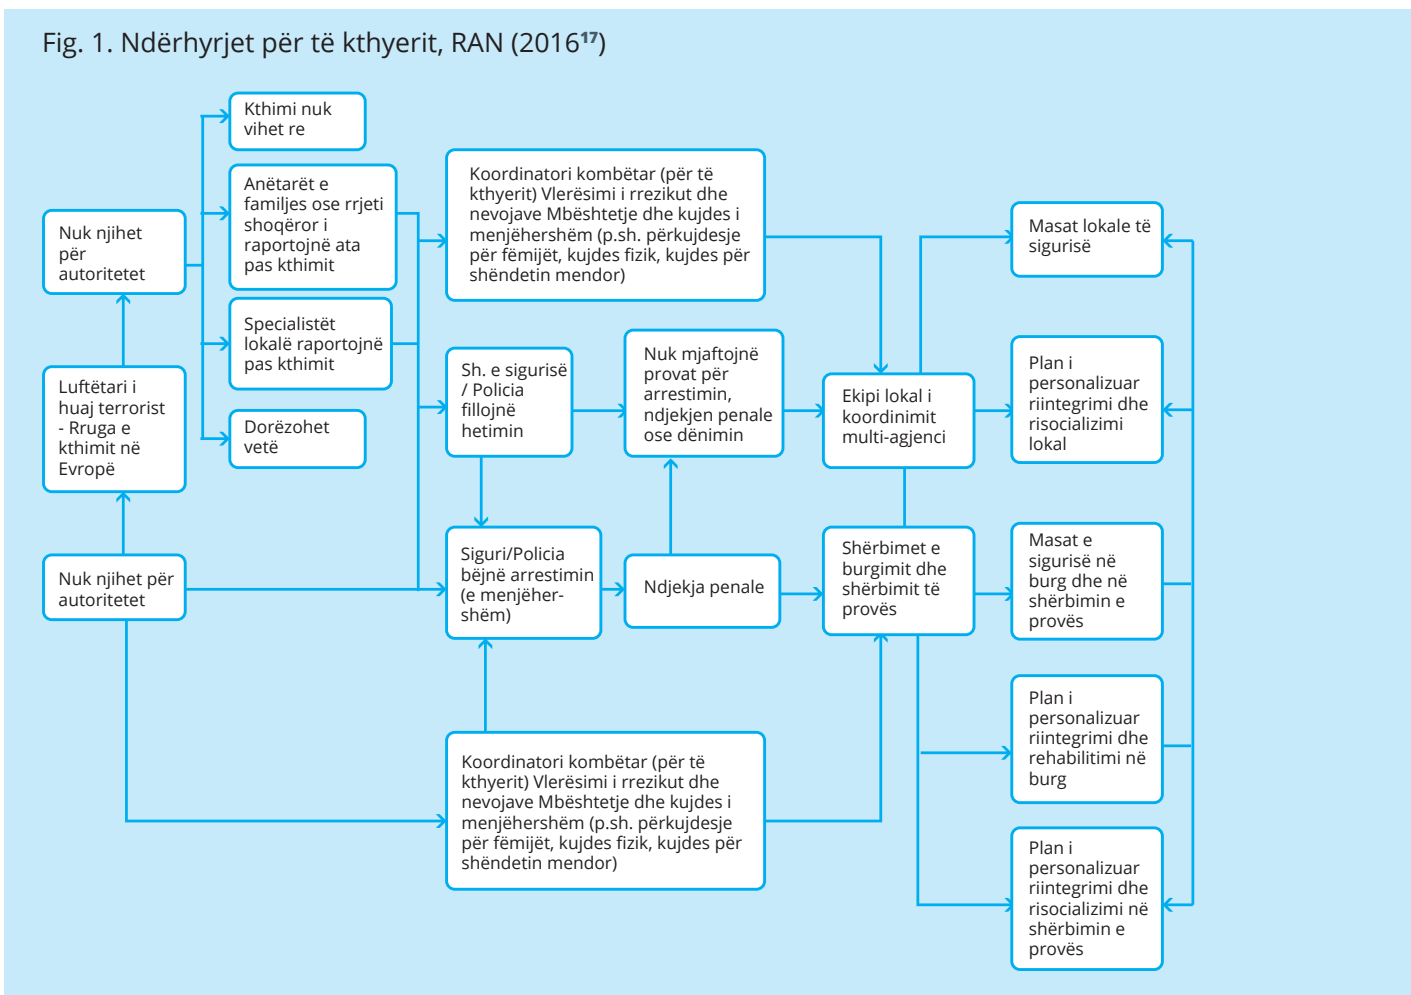 Fig. 1. Ndërhyrjet për të kthyerit, RAN (2016¹⁷)
Kthimi nuk
vihet re
Anëtarët e
familjes ose rrjeti
shoqëror i
raportojnë ata
pas kthimit
Nuk njihet
për
autoritetet
Specialistët
lokalë raportojnë
pas kthimit
Luftëtari i
huaj terrorist
- Rruga e
kthimit në
Evropë
Dorëzohet
vetë
Nuk njihet për
autoritetet
Koordinatori kombëtar (për të
kthyerit) Vlerësimi i rrezikut dhe
nevojave Mbështetje dhe kujdes i
menjëhershëm (p.sh. përkujdesje
për fëmijët, kujdes fizik, kujdes për
shëndetin mendor)
Sh. e sigurisë
/ Policia
fillojnë
hetimin
Nuk mjaftojnë
provat për
arrestimin,
ndjekjen penale
ose dënimin
Siguri/Policia
bëjnë arrestimin
(e menjëher-
shëm)
Ndjekja penale
Koordinatori kombëtar (për të
kthyerit) Vlerësimi i rrezikut dhe
nevojave Mbështetje dhe kujdes i
menjëhershëm (p.sh. përkujdesje
për fëmijët, kujdes fizik, kujdes për
shëndetin mendor)
Ekipi lokal i
koordinimit
multi-agjenci
Shërbimet e
burgimit dhe
shërbimit të
provës
Masat lokale të
sigurisë
Plan i
personalizuar
riintegrimi dhe
risocializimi
lokal
Masat e
sigurisë në
burg dhe në
shërbimin e
provës
Plan i
personalizuar
riintegrimi dhe
rehabilitimi në
burg
Plan i
personalizuar
riintegrimi dhe
risocializimi në
shërbimin e
provës